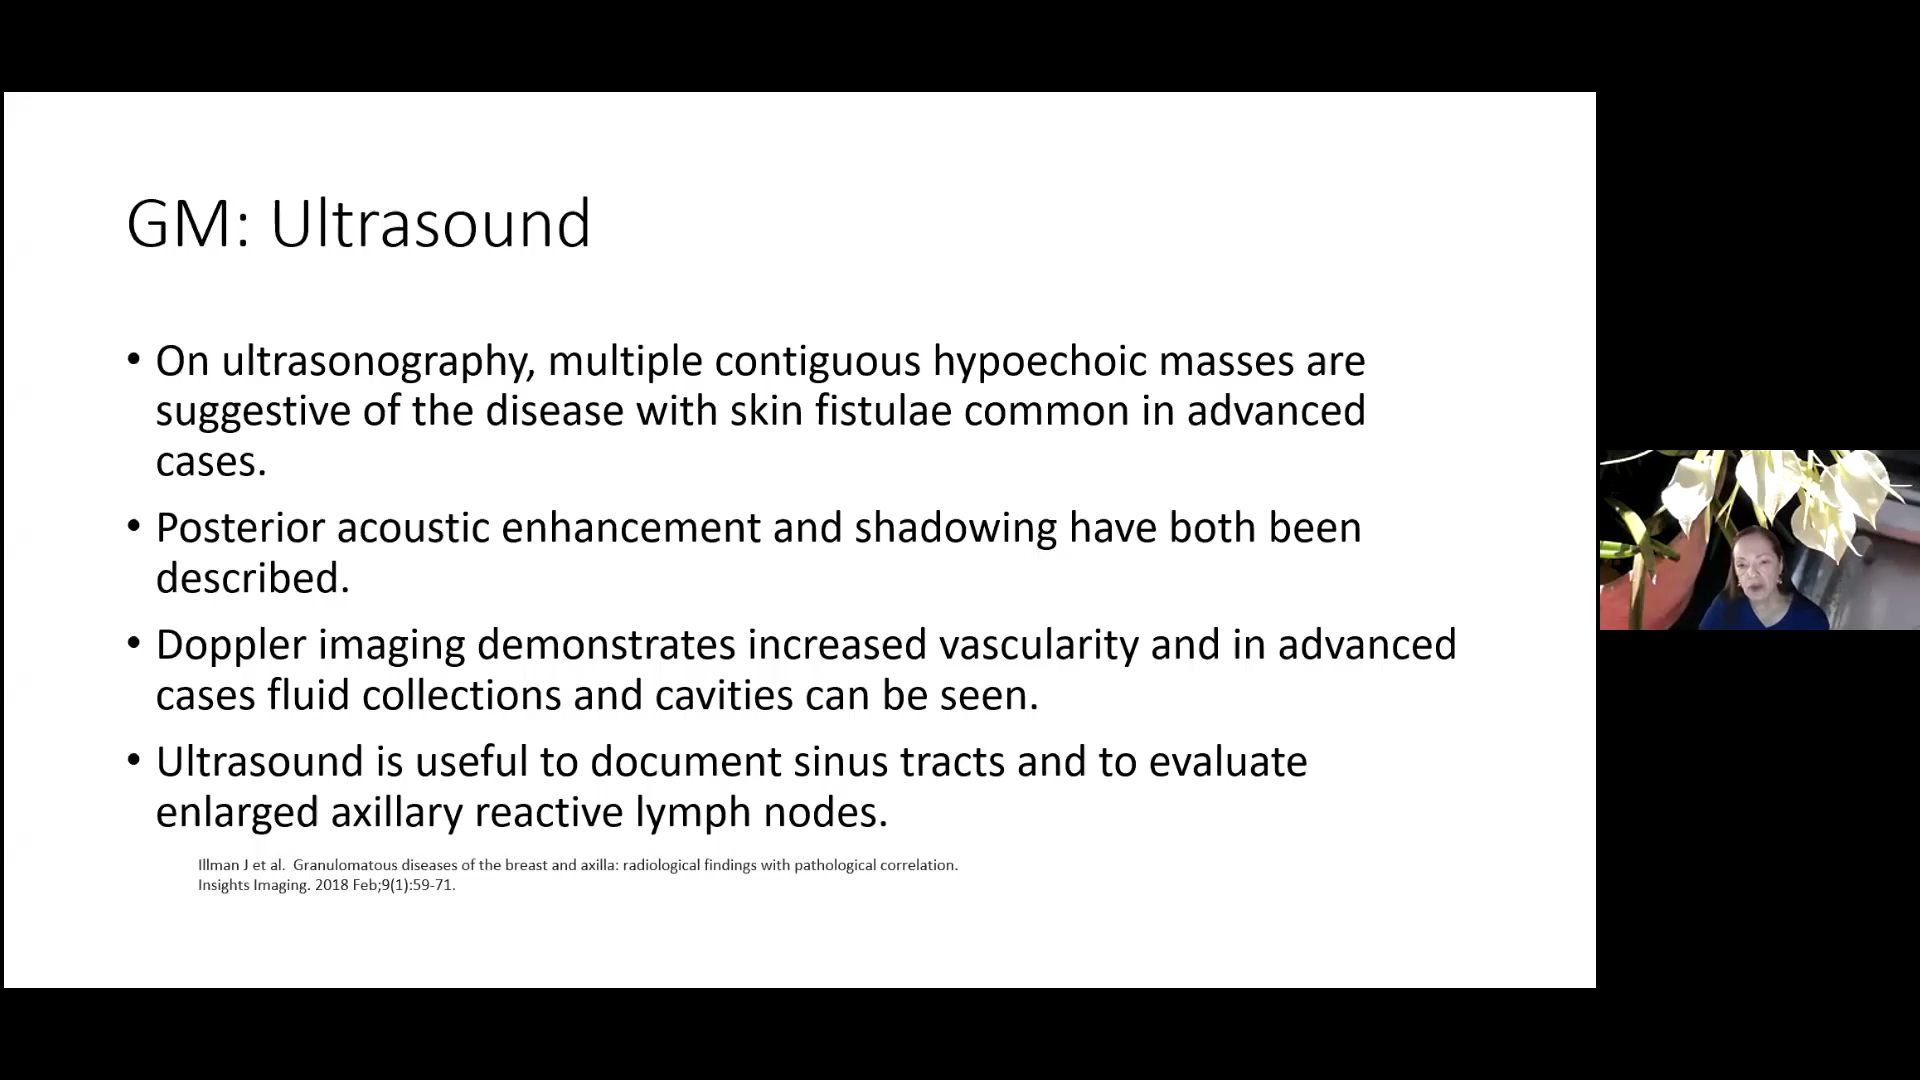 GM: Ultrasound
• On ultrasonography, multiple contiguous hypoechoic masses are
suggestive of the disease with skin fistulae common in advanced
cases.
• Posterior acoustic enhancement and shadowing have both been
described.
• Doppler imaging demonstrates increased vascularity and in advanced
cases fluid collections and cavities can be seen.
• Ultrasound is useful to document sinus tracts and to evaluate
enlarged axillary reactive lymph nodes.
Illman J et al.  Granulomatous diseases of the breast and axilla: radiological findings with pathological correlation.
Insights Imaging. 2018 Feb;9(1):59-71.